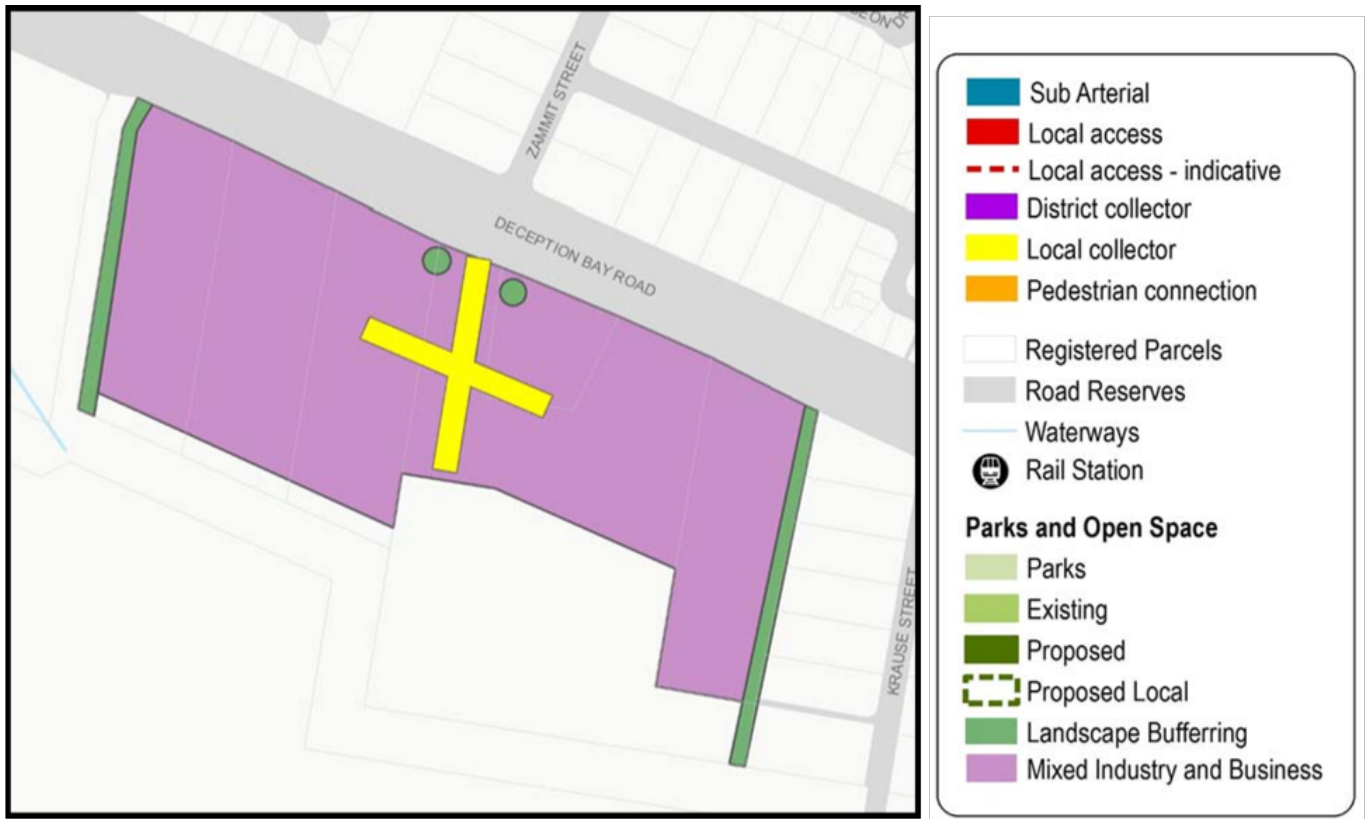 ZAMMIT STREET
DECEPTION BAY ROAD
KRAUSE STREET
Sub Arterial
Local access
Local access - indicative
District collector
Local collector
Pedestrian connection
Registered Parcels
Road Reserves
Waterways
Rail Station
Parks and Open Space
Parks
Existing
Proposed
Proposed Local
Landscape Bufferring
Mixed Industry and Business